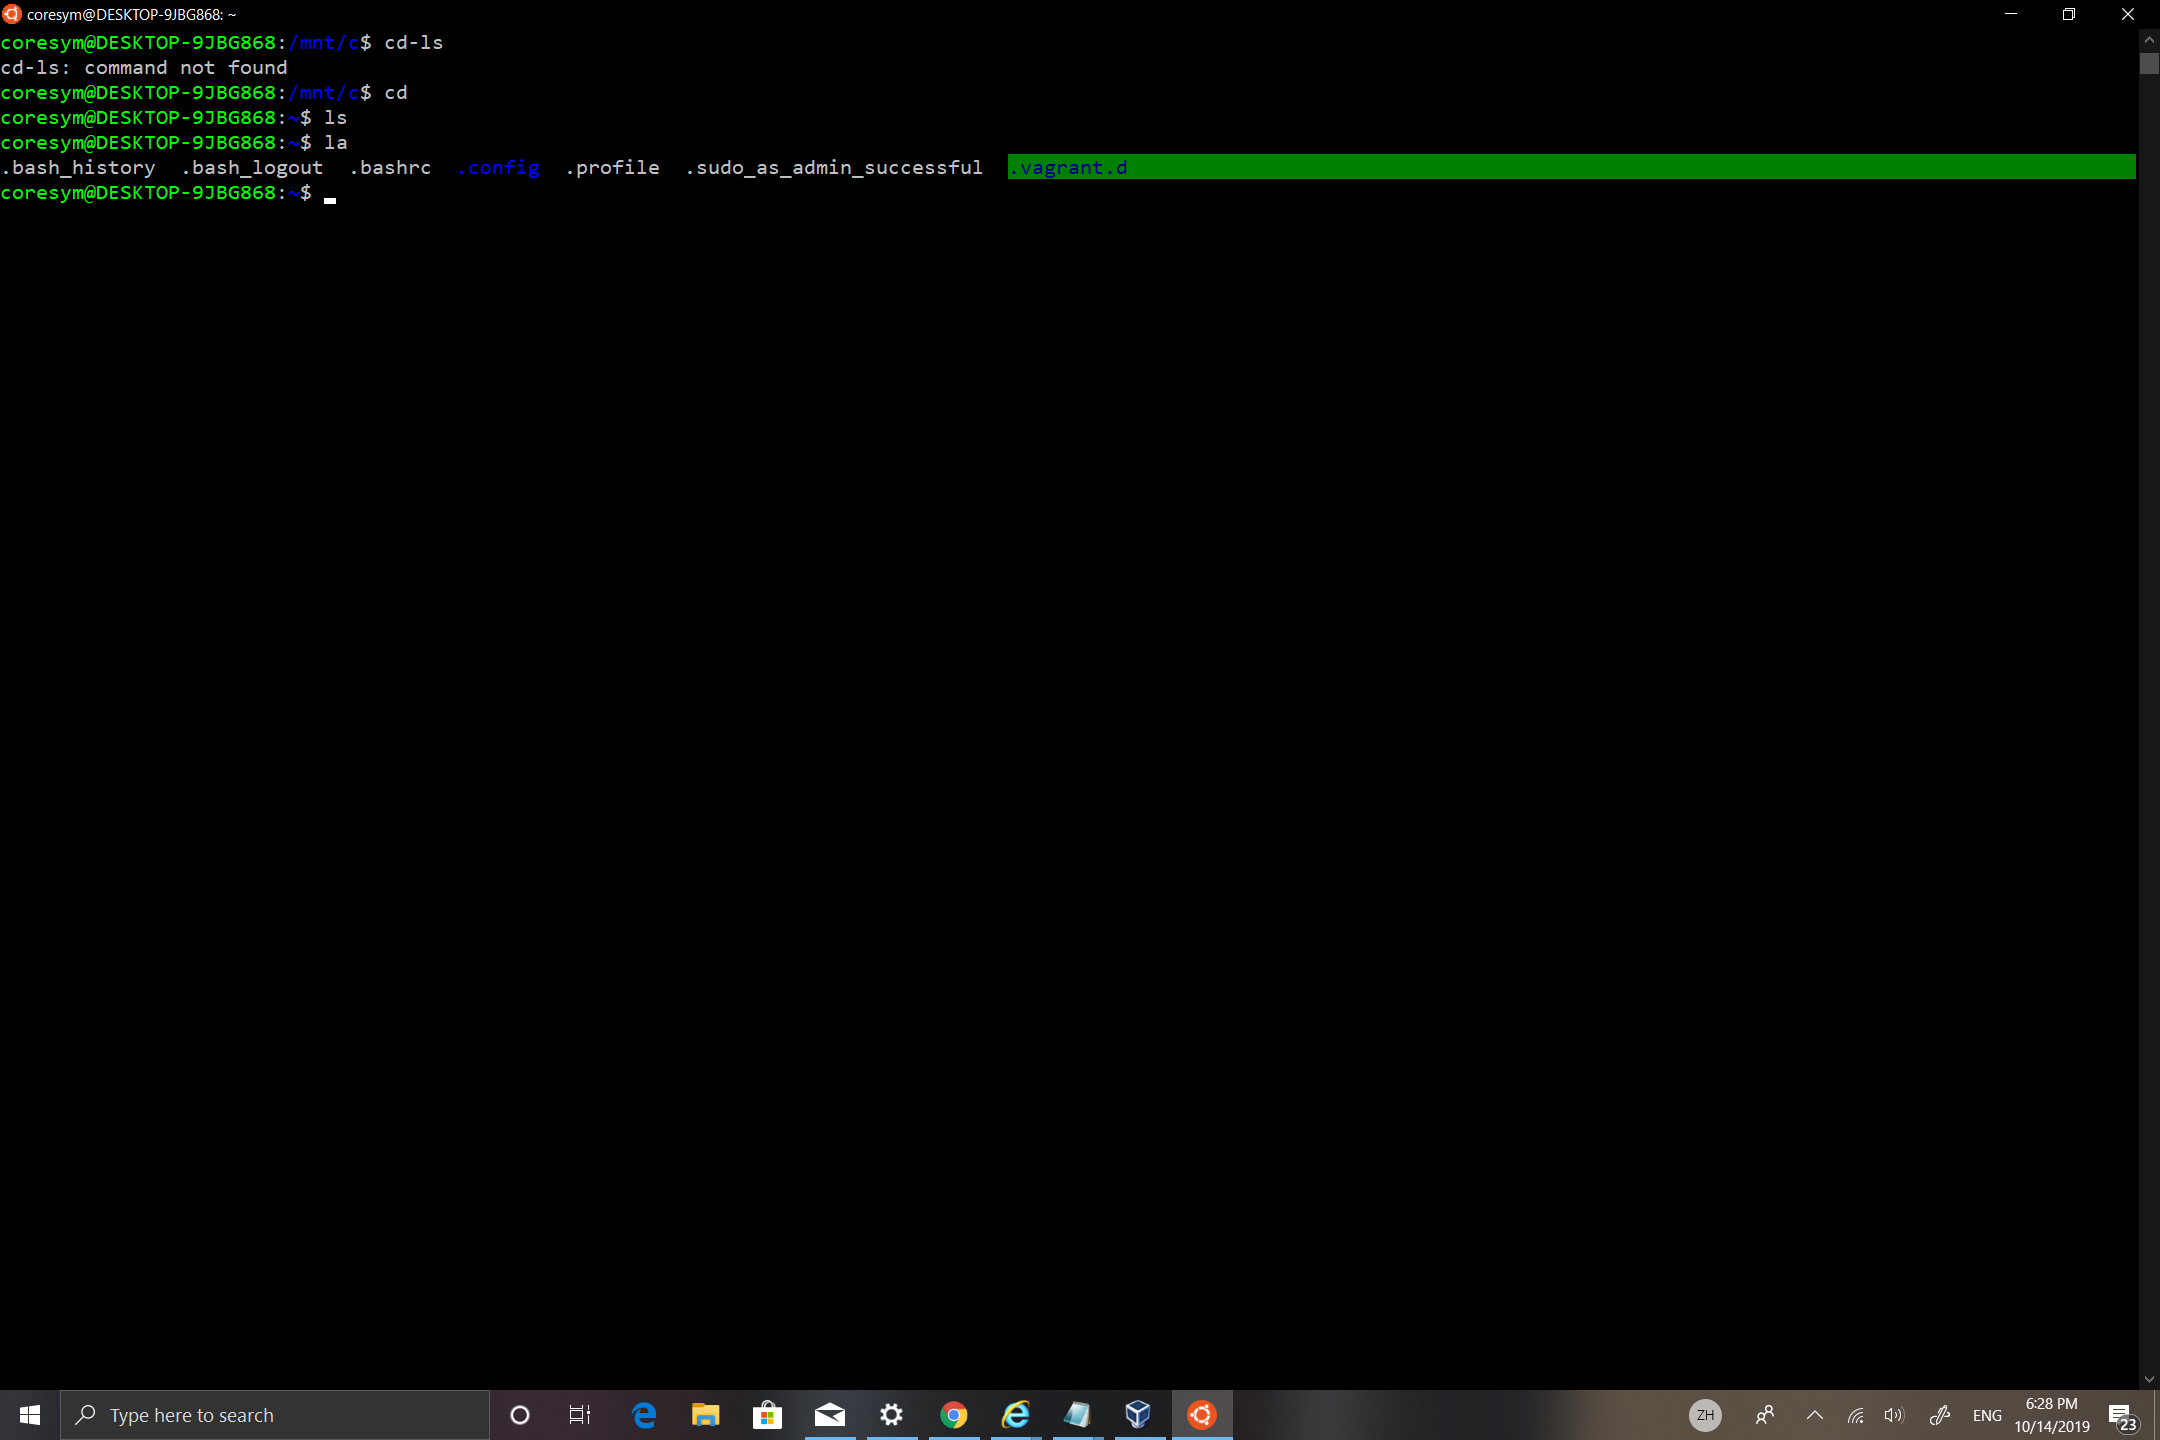 coresym@DESKTOP-9JBG868: ~
coresym@DESKTOP-9JBG868:/mnt/c$ cd-ls
cd-ls: command not found
coresym@DESKTOP-9JBG868:/mnt/c$ cd
coresym@DESKTOP-9JBG868:~$ ls
coresym@DESKTOP-9JBG868:~$ la
.bash_history .bash_logout .bashrc .config .profile .sudo_as_admin_successful .vagrant.d
coresym@DESKTOP-9JBG868:~$
Type here to search
ZH
ENG
6:28 PM
10/14/2019
23